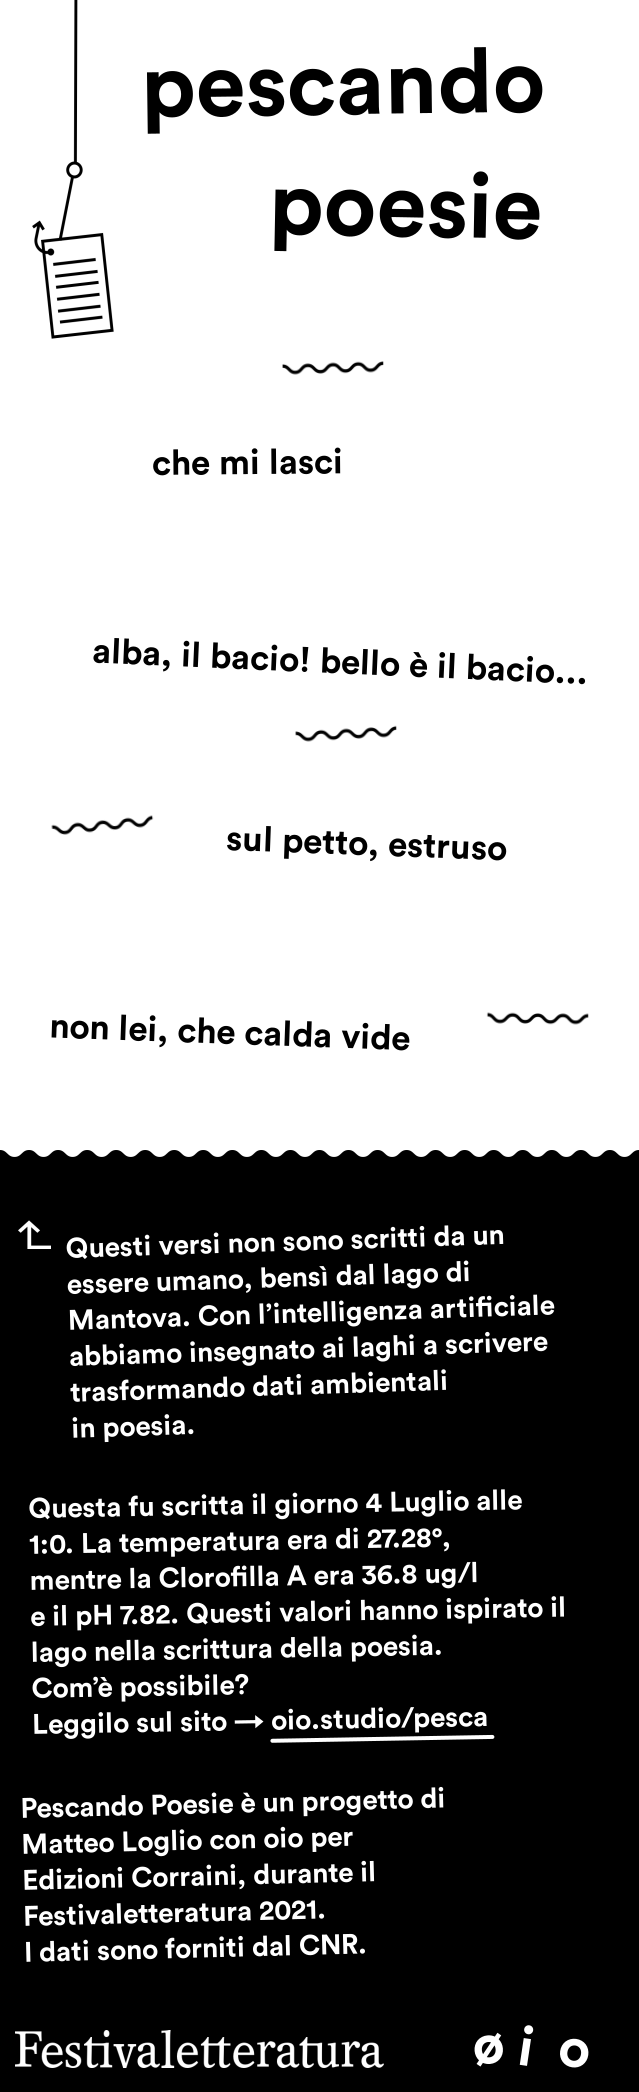 pescando
poesie
che mi lasci
alba, il bacio! bello è il bacio...
sul petto, estruso
non lei, che calda vide
Questi versi non sono scritti da un
essere umano, bensì dal lago di
Mantova. Con l’intelligenza artificiale
abbiamo insegnato ai laghi a scrivere
trasformando dati ambientali
in poesia.
Questa fu scritta il giorno 4 Luglio alle
1:0. La temperatura era di 27.28°,
mentre la Clorofilla A era 36.8 ug/l
e il pH 7.82. Questi valori hanno ispirato il
lago nella scrittura della poesia.
Com’è possibile?
Leggilo sul sito → oio.studio/pesca
Pescando Poesie è un progetto di
Matteo Loglio con oio per
Edizioni Corraini, durante il
Festivaletteratura 2021.
I dati sono forniti dal CNR.
Festivaletteratura øio